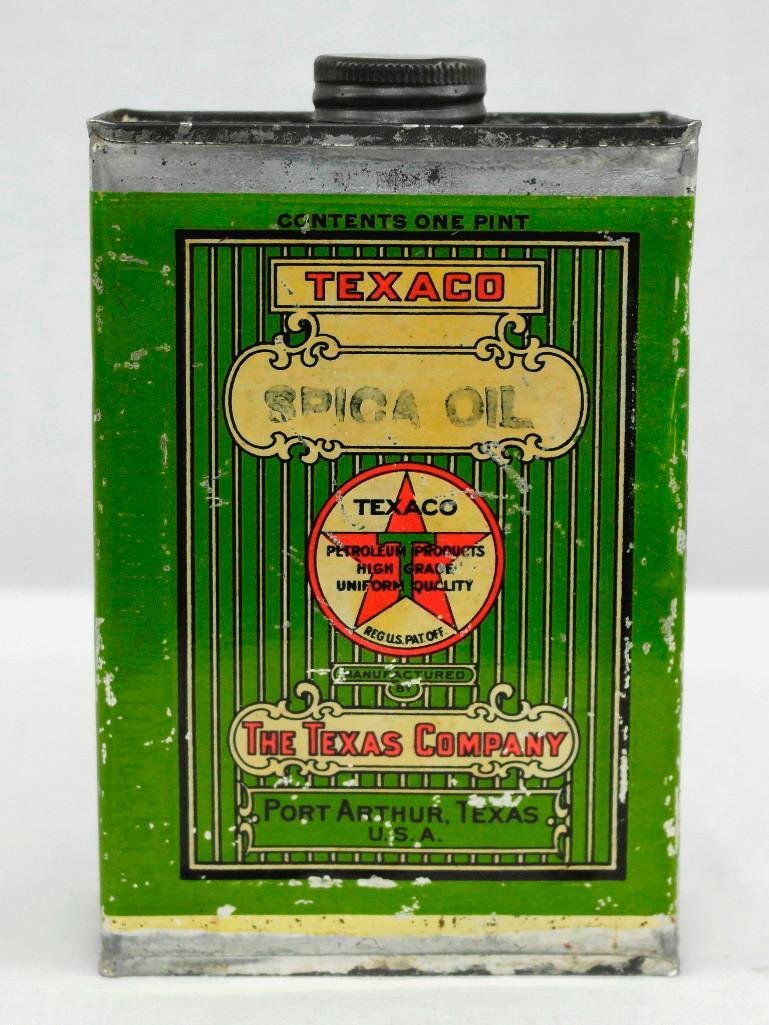 CONTENTS ONE PINT
TEXACO
SPICA OIL
TEXACO
T
PETROLEUM PRODUCTS
HIGH GRADE
UNIFORM QUALITY
REG U.S. PAT. OFF.
MANUFACTURED
BY
THE TEXAS COMPANY
PORT ARTHUR, TEXAS
U.S.A.